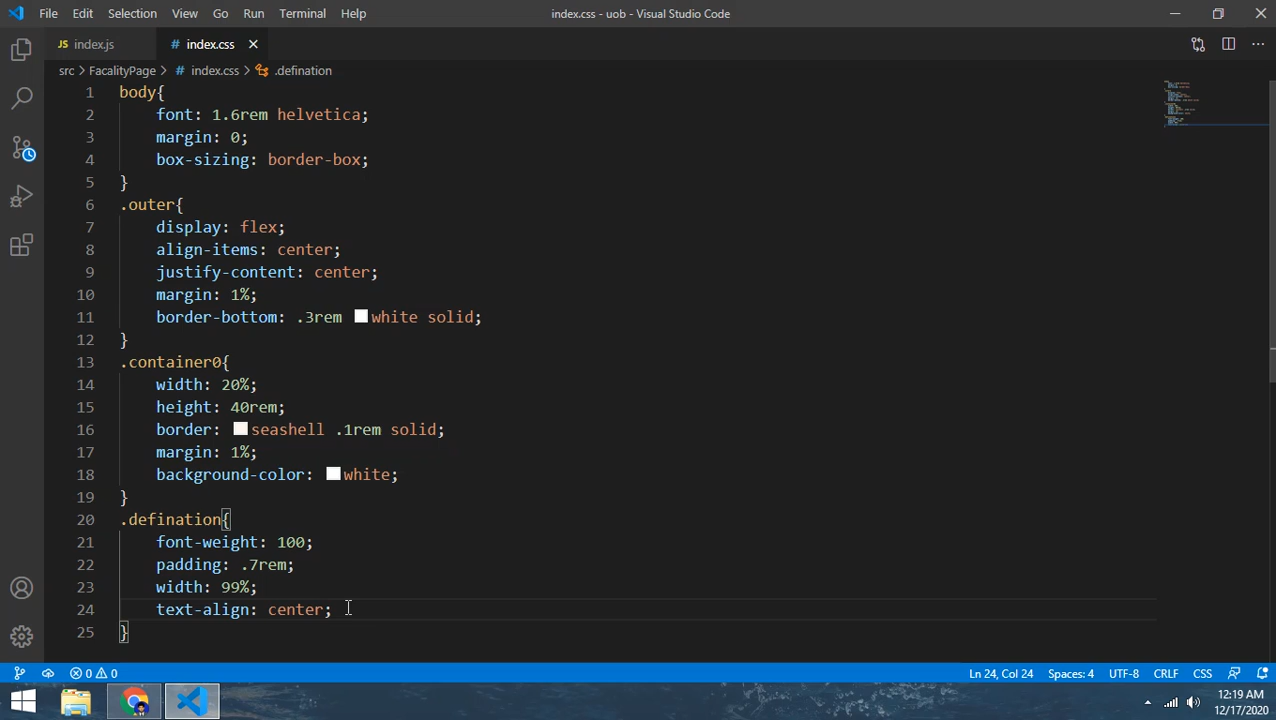 File Edit Selection View Go Run Terminal Help index.css - uob - Visual Studio Code
JS index.js # index.css
src > FacalityPage > # index.css > .defination
1 body{
2 font: 1.6rem helvetica;
3 margin: 0;
4 box-sizing: border-box;
5 }
6 .outer{
7 display: flex;
8 align-items: center;
9 justify-content: center;
10 margin: 1%;
11 border-bottom: .3rem white solid;
12 }
13 .container0{
14 width: 20%;
15 height: 40rem;
16 border: seashell .1rem solid;
17 margin: 1%;
18 background-color: white;
19 }
20 .defination{
21 font-weight: 100;
22 padding: .7rem;
23 width: 99%;
24 text-align: center;
25 }
0 0 Ln 24, Col 24 Spaces: 4 UTF-8 CRLF CSS
12:19 AM
12/17/2020